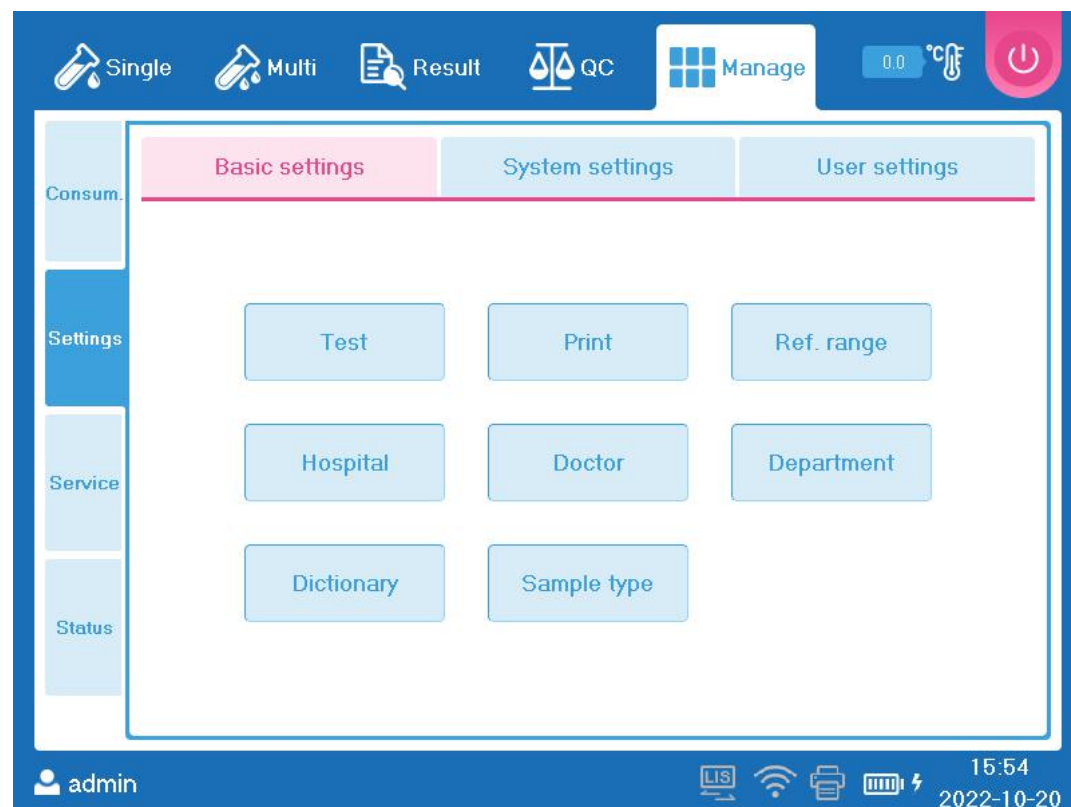 Single Multi Result QC Manage 0.0 °C/℉
Basic settings System settings User settings
Consum.
Settings
Test Print Ref. range
Hospital Doctor Department
Service
Dictionary Sample type
Status
admin LIS 15:54
2022-10-20